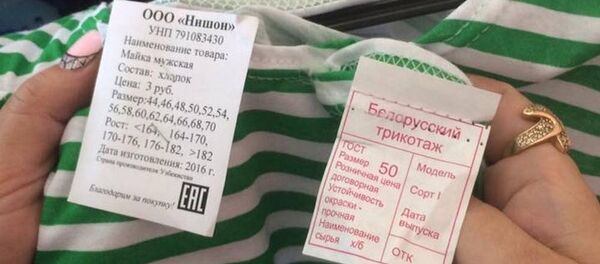 ООО «Нишон»
УНП 791083430
Наименование товара:
Майка мужская
Состав: хлопок
Цена: 3 руб.
Размер:44,46,48,50,52,54,
56,58,60,62,64,66,68,70
Рост: <164, 164-170,
170-176, 176-182, >182
Дата изготовления: 2016 г.
Страна производителя: Узбекистан
Благодарим
за покупку!
EAC
Белорусский
трикотаж
ГОСТ
Размер 50
Розничная цена
договорная
Устойчивость
окраски -
прочная
Наименование
сырья х/б
Модель
Сорт I
Дата
выпуска
ОТК